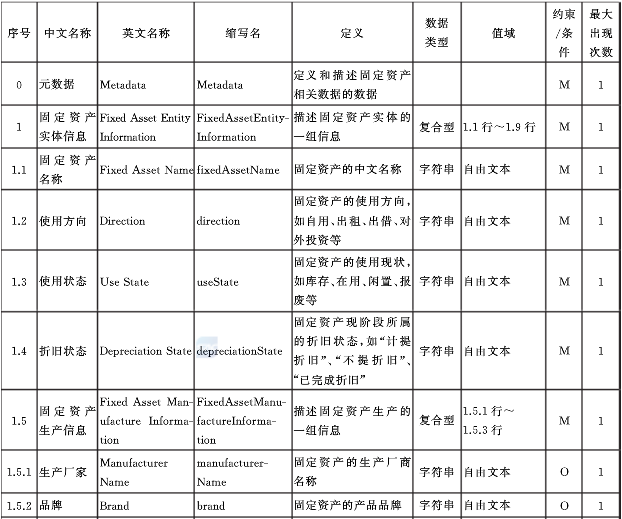 序号 中文名称 英文名称 缩写名 定义 数据类型 值域 约束/条件 最大出现次数
0 元数据 Metadata Metadata 定义和描述固定资产相关数据的数据 M 1
1 固定资产实体信息 Fixed Asset Entity Information FixedAssetEntity-Information 描述固定资产实体的一组信息 复合型 1.1 行～1.9 行 M 1
1.1 固定资产名称 Fixed Asset Name fixedAssetName 固定资产的中文名称 字符串 自由文本 M 1
1.2 使用方向 Direction direction 固定资产的使用方向,如自用、出租、出借、对外投资等 字符串 自由文本 M 1
1.3 使用状态 Use State useState 固定资产的使用现状,如库存、在用、闲置、报废等 字符串 自由文本 M 1
1.4 折旧状态 Depreciation State depreciationState 固定资产现阶段所属的折旧状态,如“计提折旧”、“不提折旧”、“已完成折旧” 字符串 自由文本 M 1
1.5 固定资产生产信息 Fixed Asset Man-ufacture Informa-tion FixedAssetManu-factureInforma-tion 描述固定资产生产的一组信息 复合型 1.5.1 行～1.5.3 行 M 1
1.5.1 生产厂家 Manufacturer Name manufacturer-Name 固定资产的生产厂商名称 字符串 自由文本 O 1
1.5.2 品牌 Brand brand 固定资产的产品品牌 字符串 自由文本 O 1